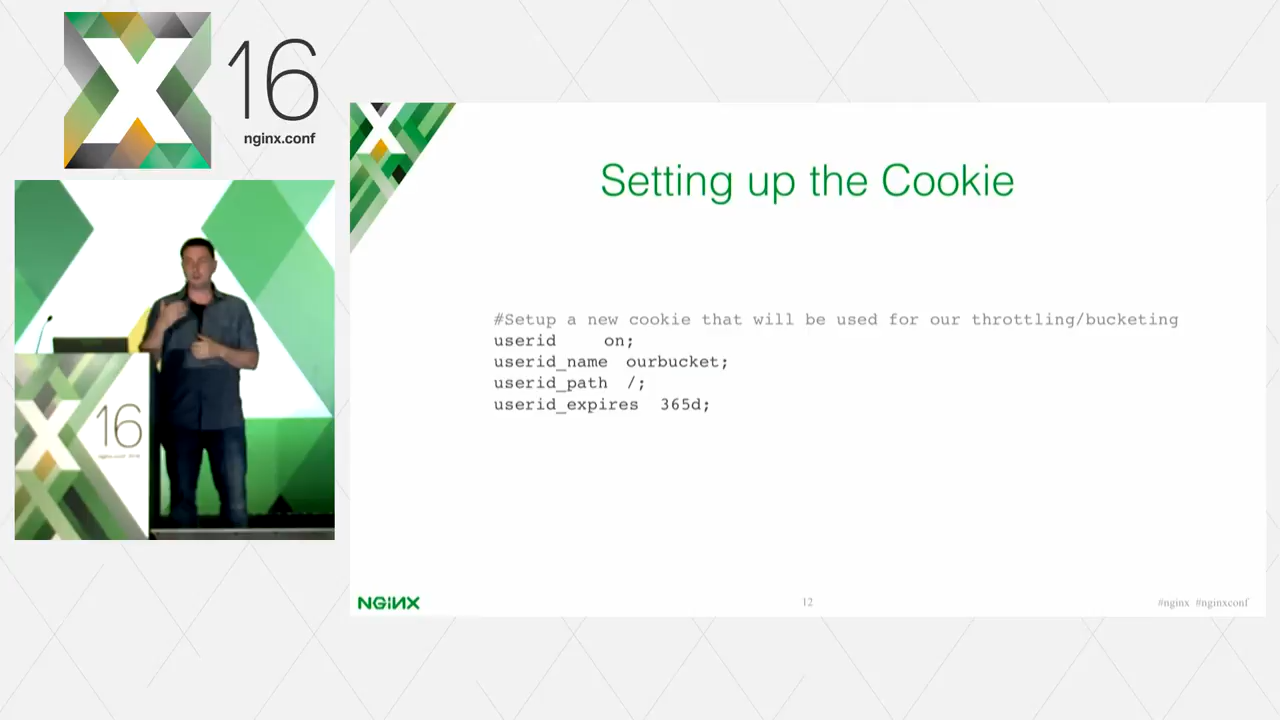 16
nginx.conf
16
Setting up the Cookie
#Setup a new cookie that will be used for our throttling/bucketing
userid on;
userid_name ourbucket;
userid_path /;
userid_expires 365d;
NGINX
12
#nginx #nginxconf